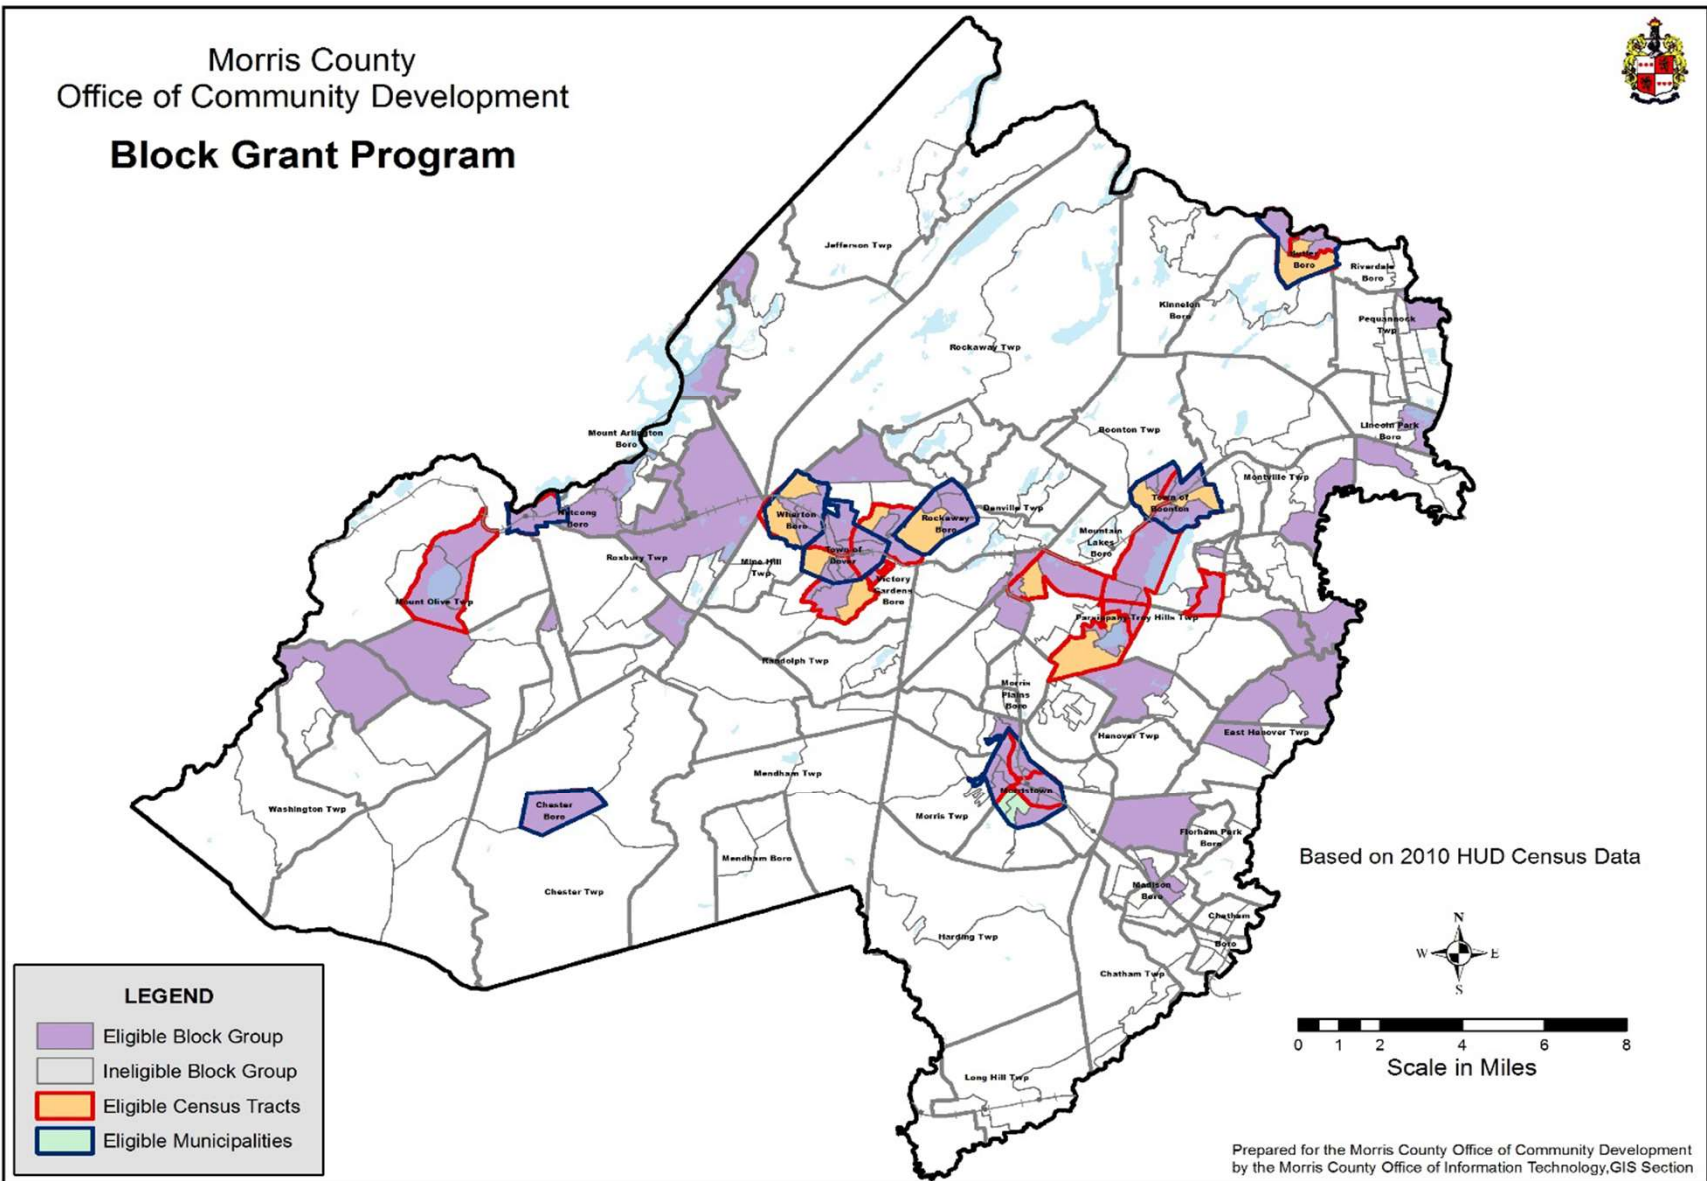 Morris County
Office of Community Development
Block Grant Program
Jefferson Twp
Boro
Riverdale
Boro
Kinnelon
Boro
Pequannock
Twp
Rockaway Twp
Mount Arlington
Boro
Boonton Twp
Lincoln Park
Boro
Montville Twp
Netcong
Boro
Wharton
Boro
Rockaway
Boro
Denville Twp
Town of
Boonton
Mountain
Lakes
Boro
Roxbury Twp
Mine Hill
Twp
Town of
Dover
Victory
Gardens
Boro
Mount Olive Twp
Parsippany-Troy Hills Twp
Randolph Twp
Morris
Plains
Boro
Hanover Twp
East Hanover Twp
Mendham Twp
Morristown
Washington Twp
Chester
Boro
Morris Twp
Florham Park
Boro
Mendham Boro
Chester Twp
Madison
Boro
Chatham
Boro
Harding Twp
Chatham Twp
Long Hill Twp
Based on 2010 HUD Census Data
N
W E
S
0 1 2 4 6 8
Scale in Miles
LEGEND
Eligible Block Group
Ineligible Block Group
Eligible Census Tracts
Eligible Municipalities
Prepared for the Morris County Office of Community Development
by the Morris County Office of Information Technology,GIS Section